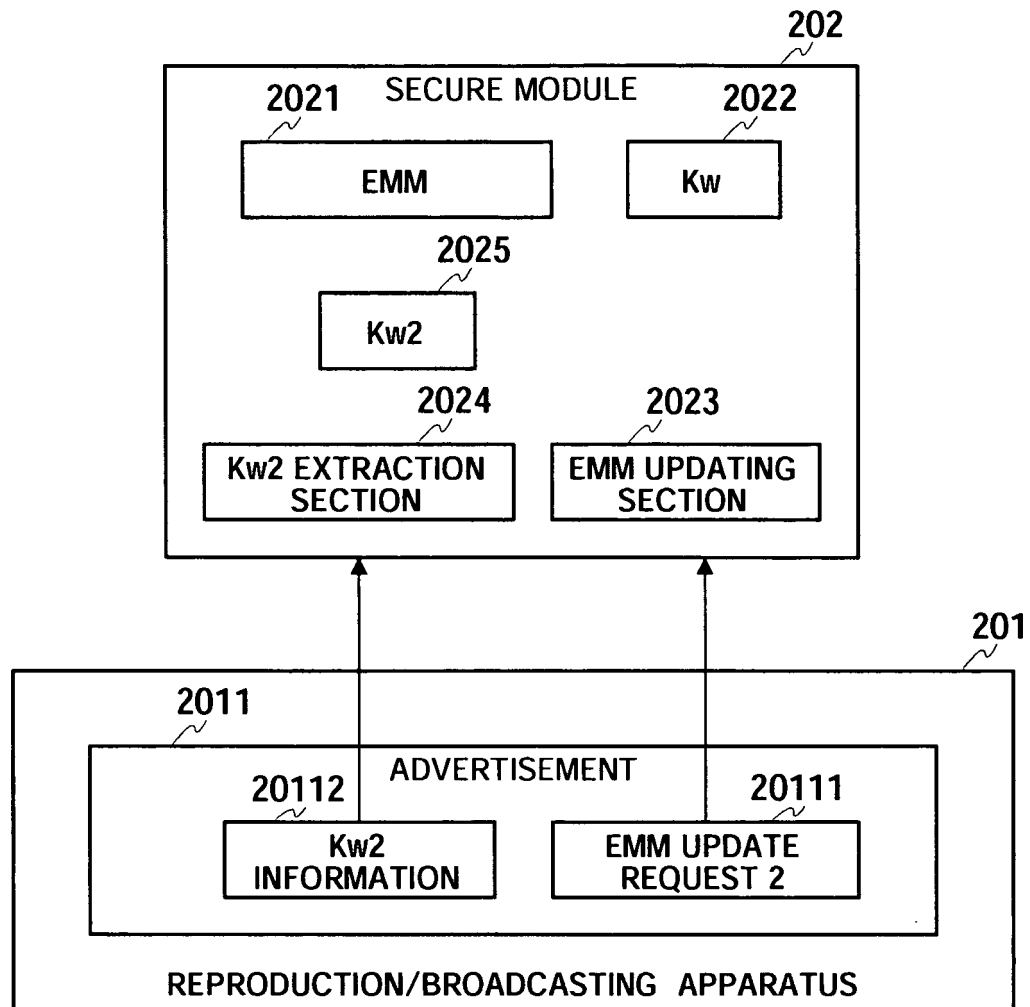 202
SECURE MODULE
2021
2022
EMM
Kw
2025
Kw2
2024
2023
Kw2 EXTRACTION
SECTION
EMM UPDATING
SECTION
201
2011
ADVERTISEMENT
20112
20111
Kw2
INFORMATION
EMM UPDATE
REQUEST 2
REPRODUCTION/BROADCASTING APPARATUS